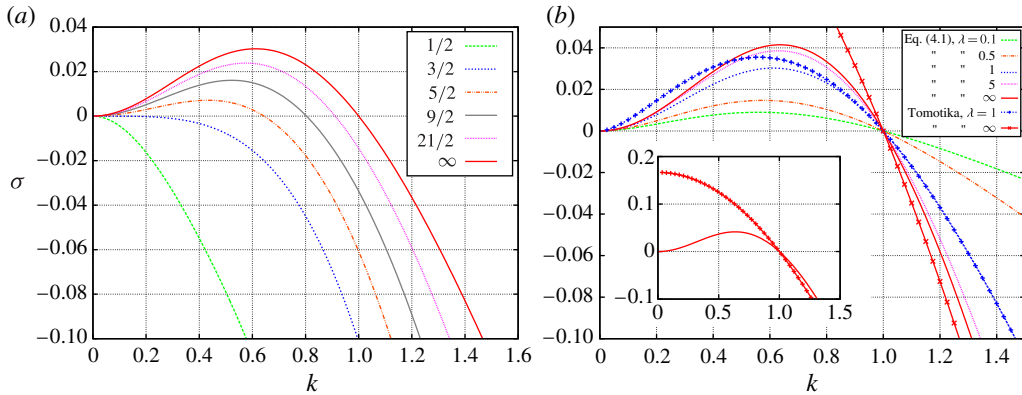 (a)
0.04
0.02
0
−0.02
−0.04
−0.06
−0.08
−0.10
σ
0 0.2 0.4 0.6 0.8 1.0 1.2 1.4 1.6
k
1/2
3/2
5/2
9/2
21/2
∞
(b)
0.04
0.02
0
−0.02
−0.04
−0.06
−0.08
−0.10
0 0.2 0.4 0.6 0.8 1.0 1.2 1.4
k
Eq. (4.1), λ = 0.1
" " 0.5
" " 1
" " 5
" " ∞
Tomotika, λ = 1
" " ∞
0.2
0.1
0
−0.1
0 0.5 1.0 1.5